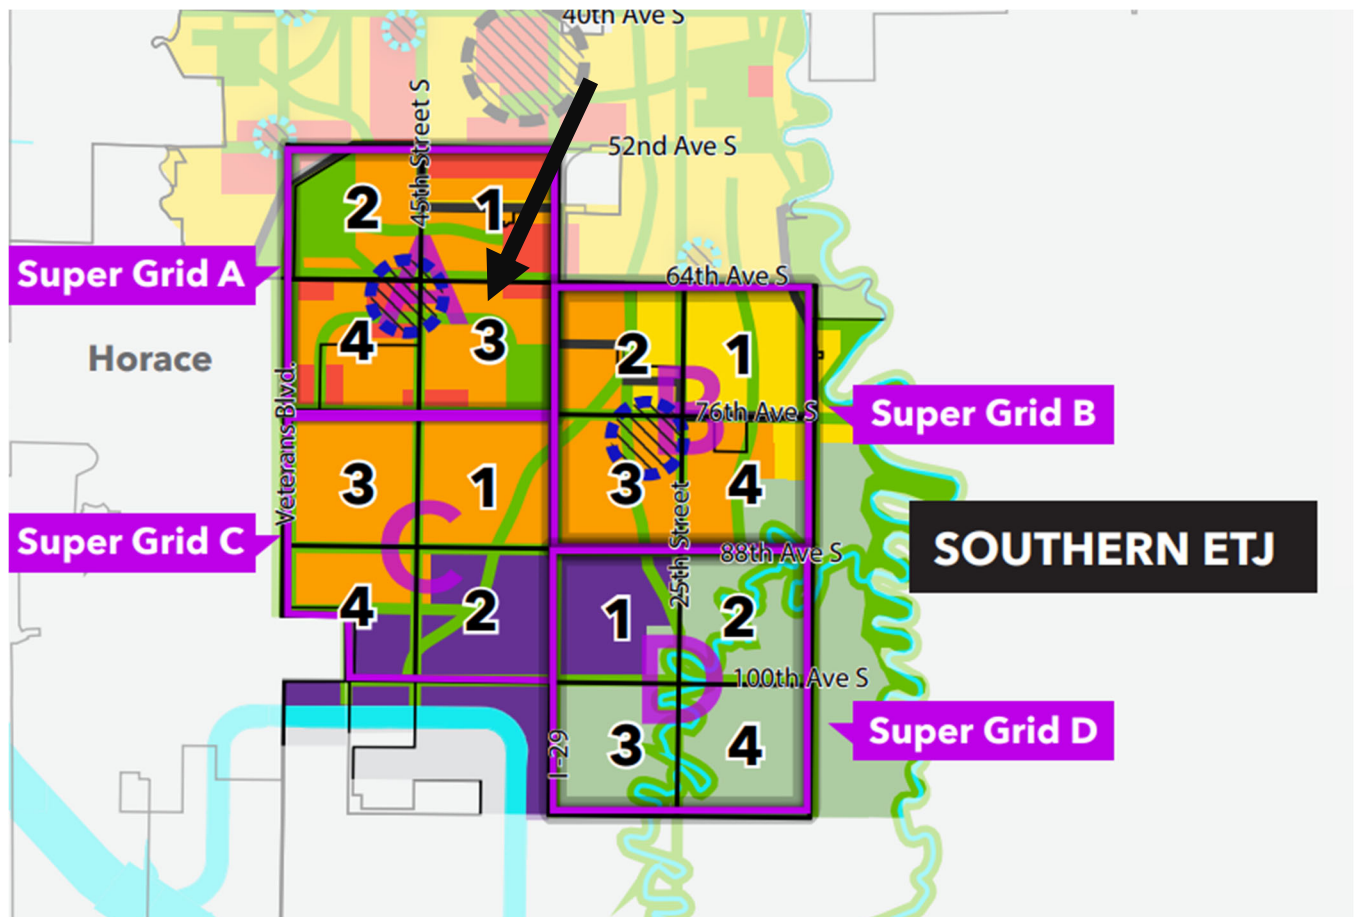 40th Ave S
45th Street S
52nd Ave S
2
1
Super Grid A
A
64th Ave S
4
3
2
1
Horace
B
Veterans Blvd.
76th Ave S
Super Grid B
3
1
3
4
25th Street
C
Super Grid C
88th Ave S
SOUTHERN ETJ
4
2
1
2
D
100th Ave S
I-29
3
4
Super Grid D